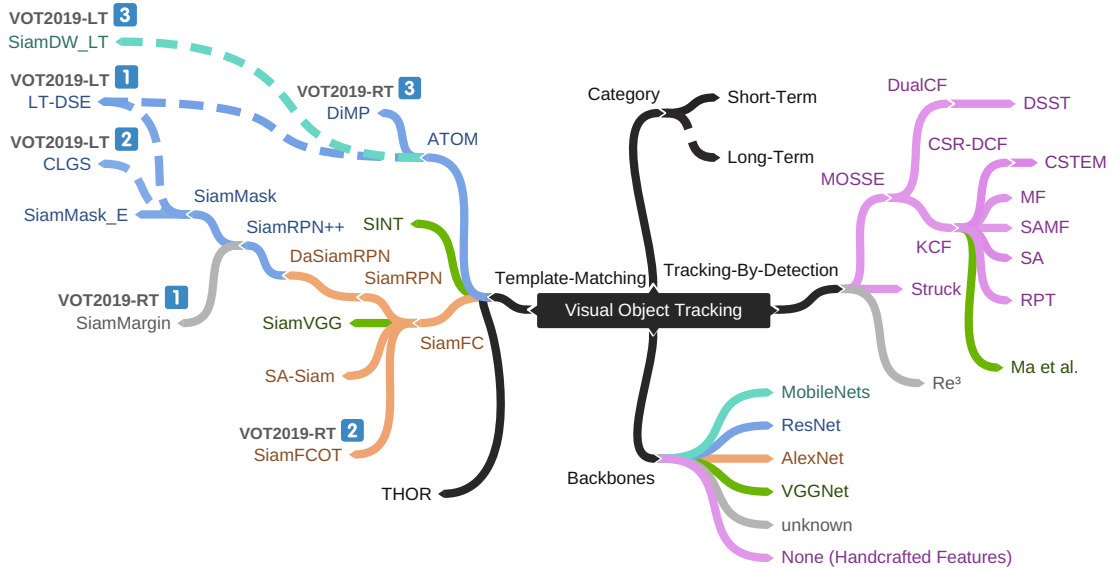 VOT2019-LT 3
SiamDW_LT
VOT2019-LT 1
LT-DSE
VOT2019-LT 2
CLGS
SiamMask_E
SiamMask
SiamRPN++
VOT2019-RT 3
DiMP
ATOM
SINT
DaSiamRPN
SiamRPN
VOT2019-RT 1
SiamMargin
SiamVGG
SiamFC
SA-Siam
VOT2019-RT 2
SiamFCOT
THOR
Template-Matching
Visual Object Tracking
Category
Short-Term
Long-Term
Tracking-By-Detection
MOSSE
DualCF
DSST
CSR-DCF
CSTEM
KCF
MF
SAMF
SA
RPT
Struck
Ma et al.
Re³
Backbones
MobileNets
ResNet
AlexNet
VGGNet
unknown
None (Handcrafted Features)